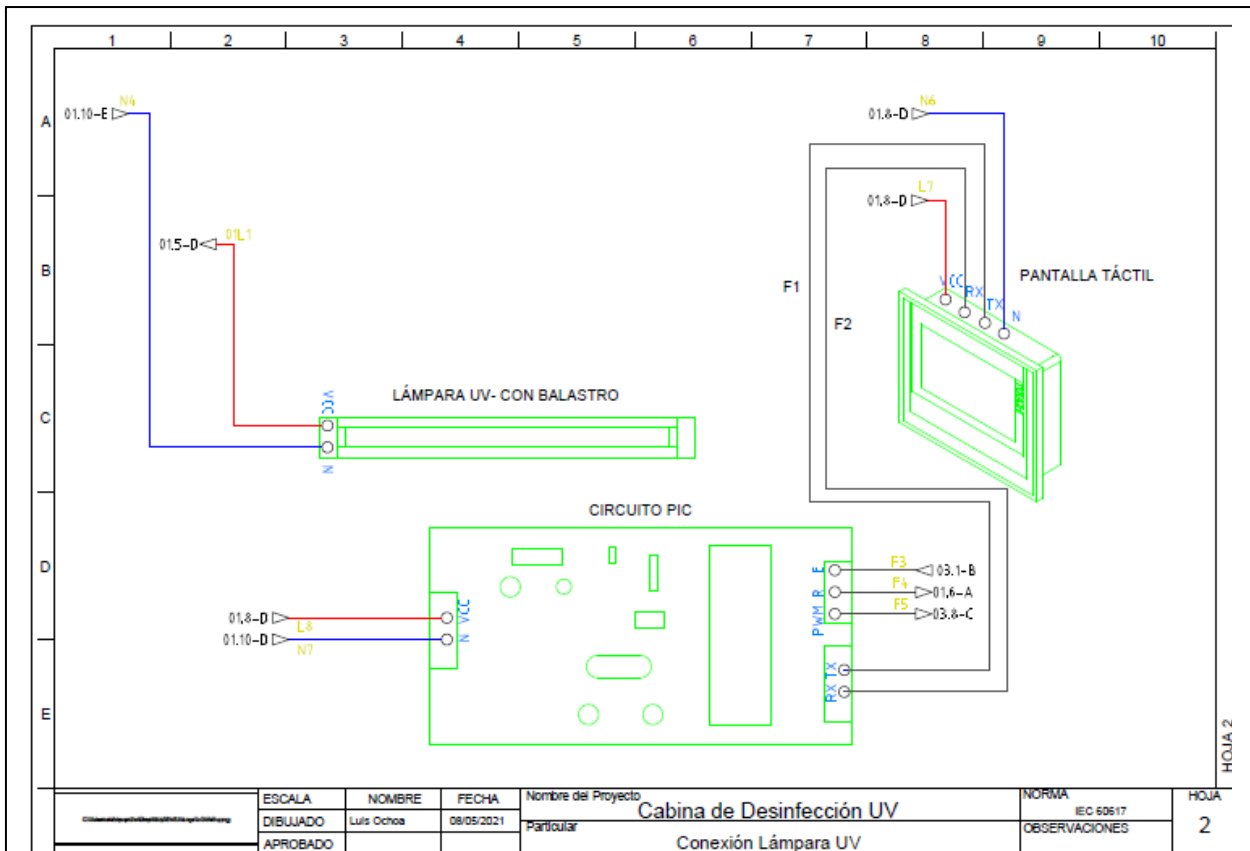 1 2 3 4 5 6 7 8 9 10
A
B
C
D
E
01.10-E N4
01.5-D 01L1
01.8-D N6
01.8-D L7
F1
F2
VCC RX TX N
PANTALLA TÁCTIL
LÁMPARA UV- CON BALASTRO
VCC
N
CIRCUITO PIC
01.8-D L8
01.10-D N7
VCC
N
E F3 03.1-B
R F4 01.6-A
PWM F5 03.8-C
TX
RX
HOJA 2
ESCALA NOMBRE FECHA
DIBUJADO Luis Ochoa 08/05/2021
APROBADO
Nombre del Proyecto
Cabina de Desinfección UV
Particular
Conexión Lámpara UV
NORMA
IEC 60617
OBSERVACIONES
HOJA
2